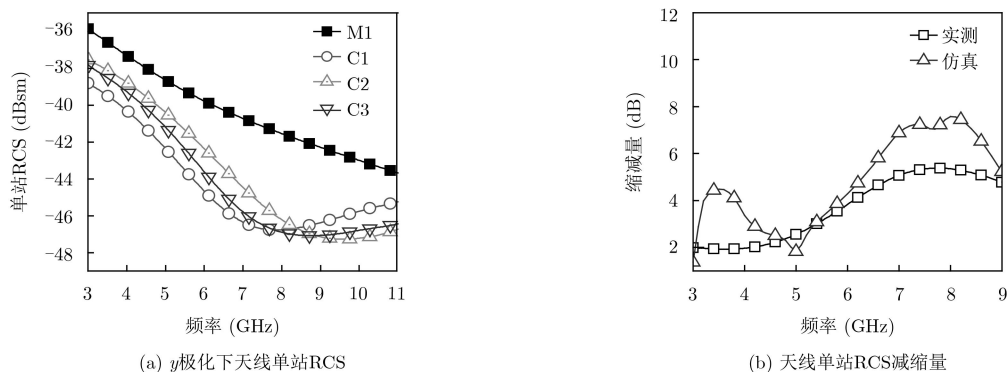 −36
−38
−40
−42
−44
−46
−48
单站RCS (dBsm)
M1
C1
C2
C3
3 4 5 6 7 8 9 10 11
频率 (GHz)
(a) y极化下天线单站RCS
12
10
8
6
4
2
缩减量 (dB)
实测
仿真
3 4 5 6 7 8 9
频率 (GHz)
(b) 天线单站RCS减缩量